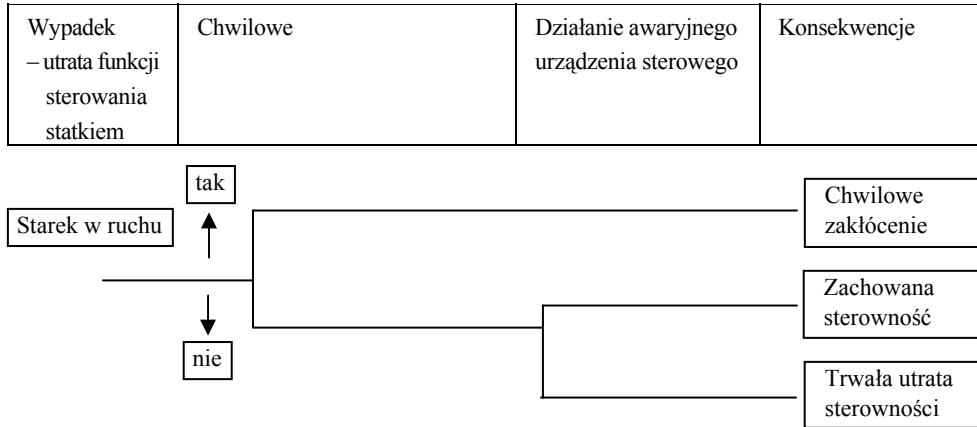 Wypadek
– utrata funkcji
sterowania
statkiem
Chwilowe
Działanie awaryjnego
urządzenia sterowego
Konsekwencje
tak
Starek w ruchu
nie
Chwilowe
zakłócenie
Zachowana
sterowność
Trwała utrata
sterowności